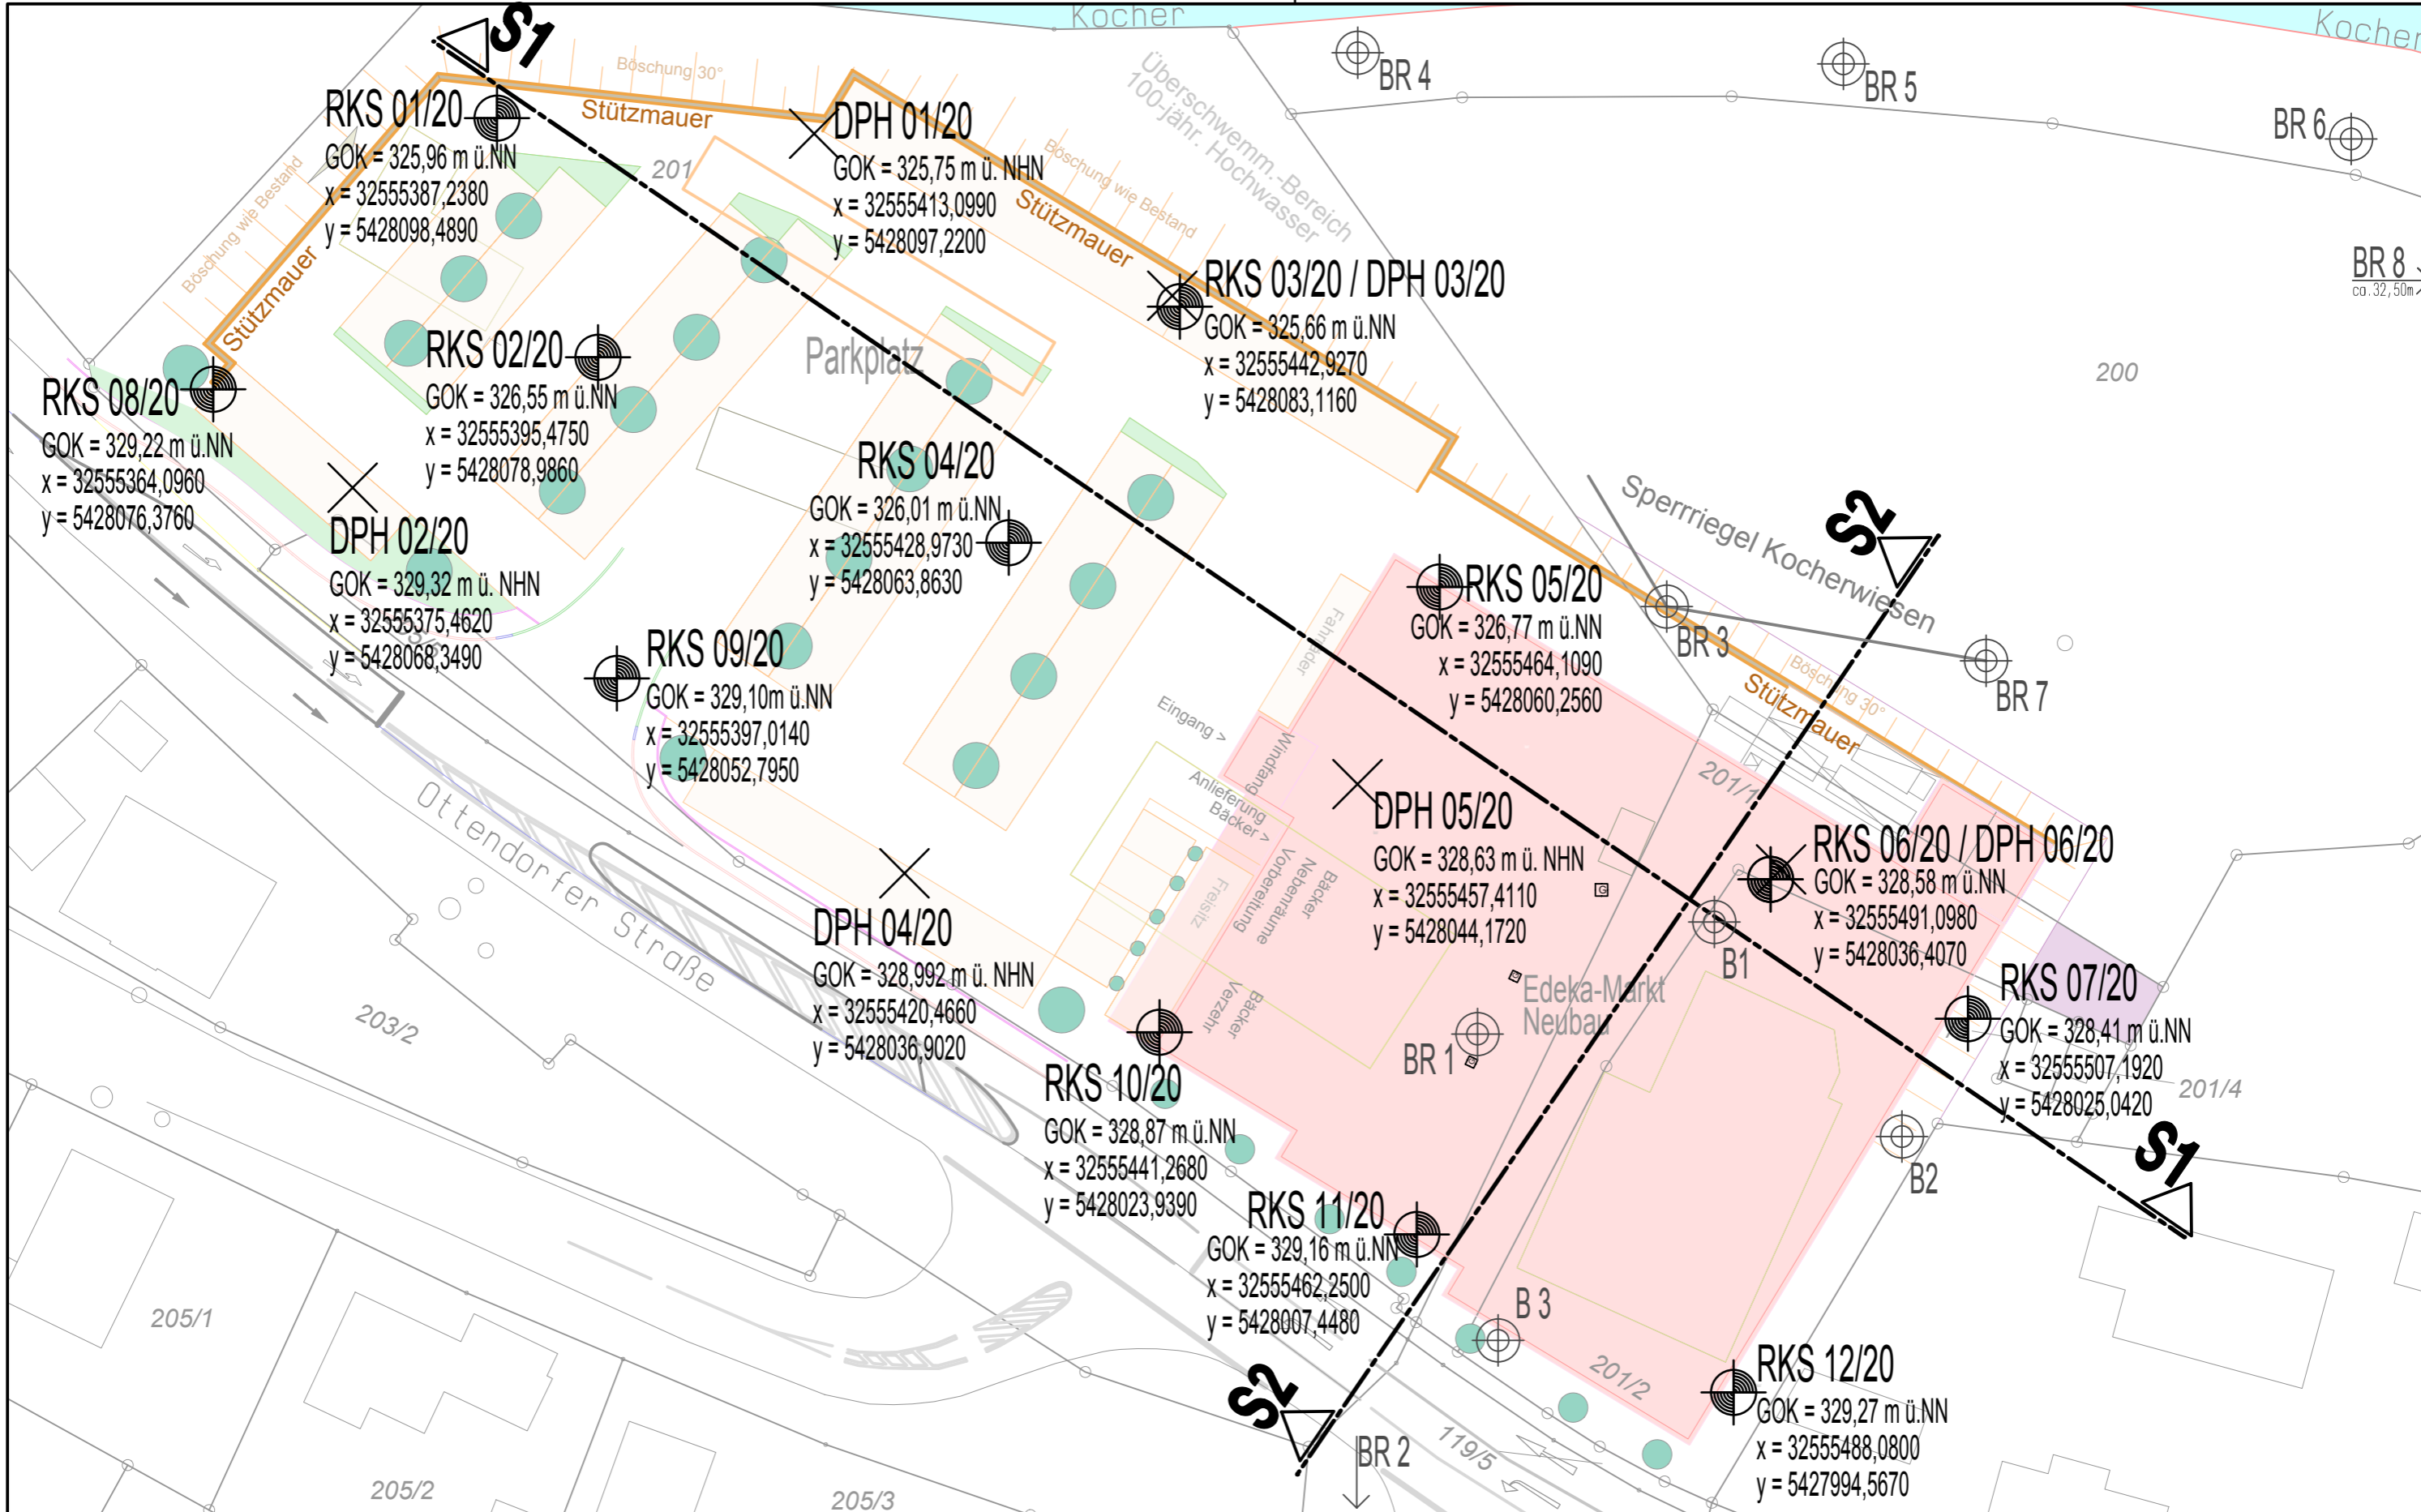 Kocher
Kocher
S1
Böschung 30°
Stützmauer
BR 4
BR 5
BR 6
Überschwemm.-Bereich
100-jähr. Hochwasser
RKS 01/20
GOK = 325,96 m ü.NN
x = 32555387,2380
y = 5428098,4890
201
DPH 01/20
GOK = 325,75 m ü. NHN
x = 32555413,0990
y = 5428097,2200
Böschung wie Bestand
Stützmauer
Böschung wie Bestand
Stützmauer
RKS 03/20 / DPH 03/20
GOK = 325,66 m ü.NN
x = 32555442,9270
y = 5428083,1160
BR 8
ca.32,50m
200
Parkplatz
RKS 02/20
GOK = 326,55 m ü.NN
x = 32555395,4750
y = 5428078,9860
RKS 08/20
GOK = 329,22 m ü.NN
x = 32555364,0960
y = 5428076,3760
RKS 04/20
GOK = 326,01 m ü.NN
x = 32555428,9730
y = 5428063,8630
DPH 02/20
GOK = 329,32 m ü. NHN
x = 32555375,4620
y = 5428068,3490
S2
Sperrriegel Kocherwiesen
RKS 05/20
GOK = 326,77 m ü.NN
x = 32555464,1090
y = 5428060,2560
BR 3
BR 7
Böschung 30°
Stützmauer
Fahrräder
RKS 09/20
GOK = 329,10m ü.NN
x = 32555397,0140
y = 5428052,7950
Eingang >
Windfang
Anlieferung
Bäcker >
201/1
DPH 05/20
GOK = 328,63 m ü. NHN
x = 32555457,4110
y = 5428044,1720
RKS 06/20 / DPH 06/20
GOK = 328,58 m ü.NN
x = 32555491,0980
y = 5428036,4070
Ottendorfer Straße
Bäcker
Nebenräume
Vorbereitung
Freisitz
G
DPH 04/20
GOK = 328,992 m ü. NHN
x = 32555420,4660
y = 5428036,9020
B1
Edeka-Markt
Neubau
Bäcker
Verzehr
BR 1
RKS 07/20
GOK = 328,41 m ü.NN
x = 32555507,1920
y = 5428025,0420
201/4
203/2
RKS 10/20
GOK = 328,87 m ü.NN
x = 32555441,2680
y = 5428023,9390
B2
S1
RKS 11/20
GOK = 329,16 m ü.NN
x = 32555462,2500
y = 5428007,4480
B 3
205/1
201/2
RKS 12/20
GOK = 329,27 m ü.NN
x = 32555488,0800
y = 5427994,5670
S2
BR 2
119/5
205/2
205/3